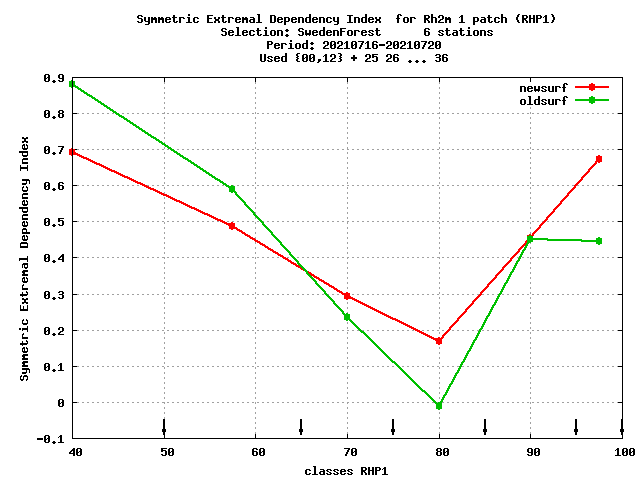 Symmetric Extremal Dependency Index  for Rh2m 1 patch (RHP1)
Selection: SwedenForest      6 stations
Period: 20210716-20210720
Used {00,12} + 25 26 ... 36
newsurf
oldsurf
Symmetric Extremal Dependency Index
0.9
0.8
0.7
0.6
0.5
0.4
0.3
0.2
0.1
0
-0.1
40 50 60 70 80 90 100
classes RHP1